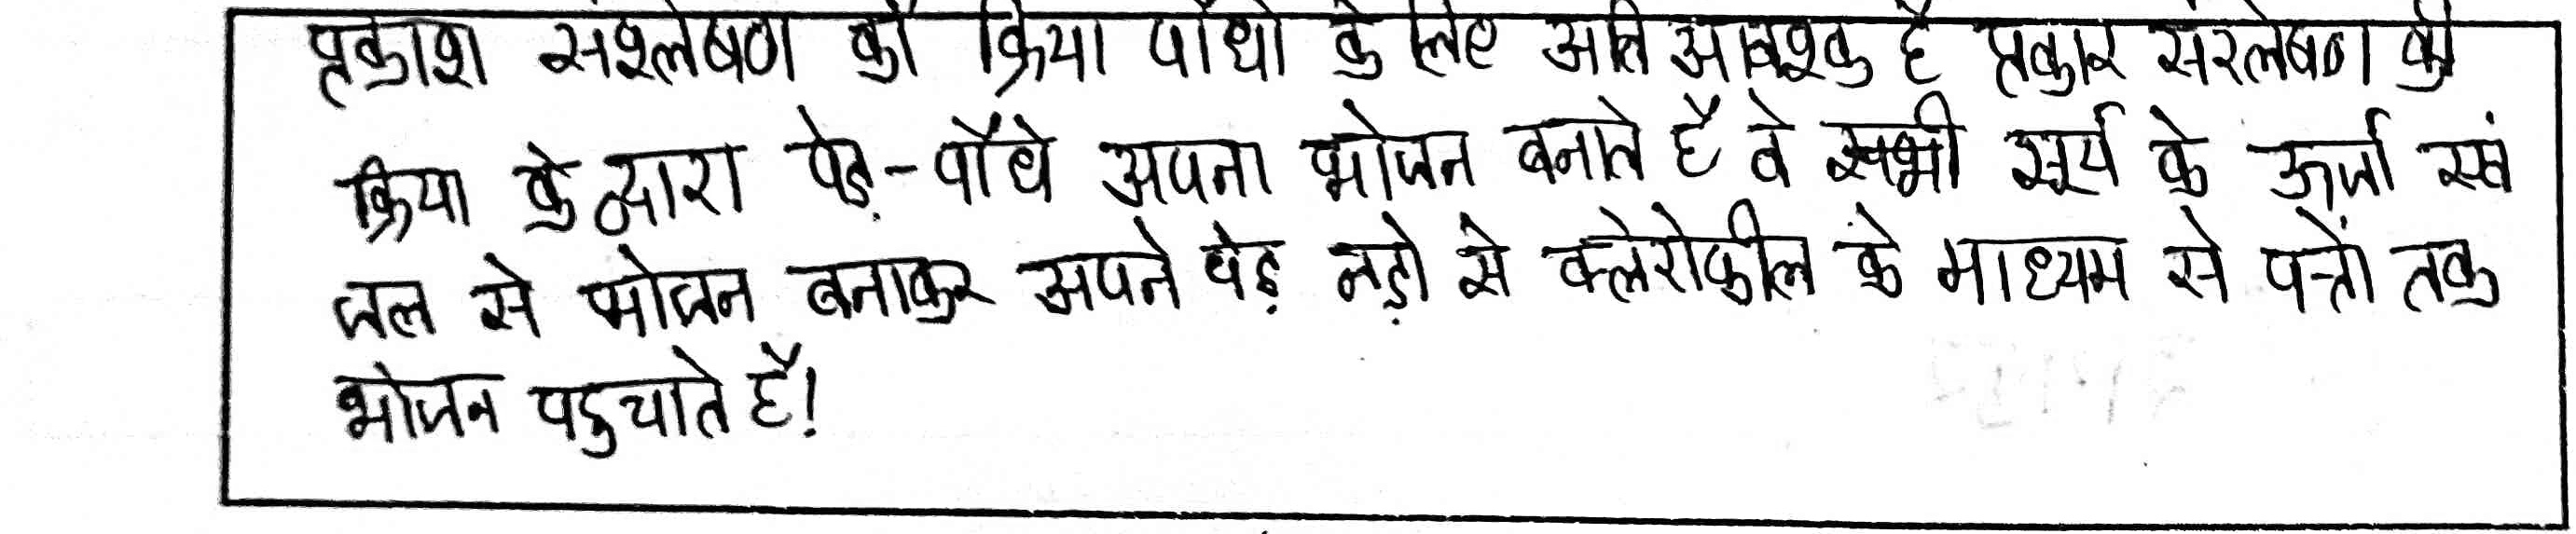 प्रकाश संश्लेषण की क्रिया पौधो के लिए अति आवश्यक है प्रकार संरलेषण की
क्रिया के द्वारा पेड़-पौधे अपना भोजन बनाते है वे सभी सूर्य के ऊर्जा एवं
जल से भोजन बनाकर अपने पेड़ जड़ो से क्लेरोफील के माध्यम से पत्तों तक
भोजन पहुचाते है!